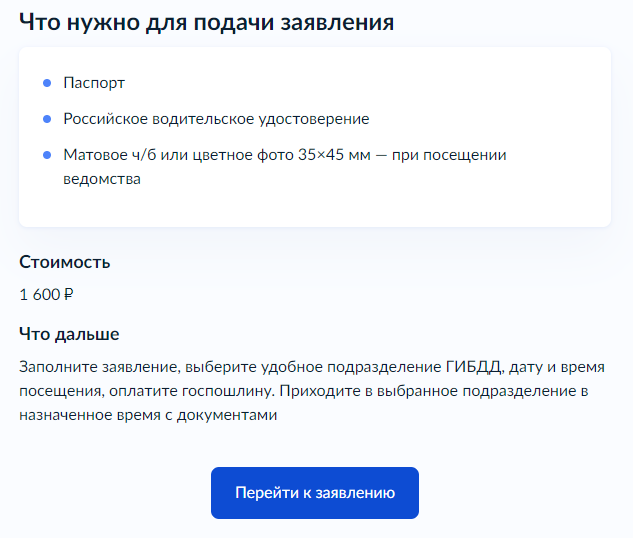 Что нужно для подачи заявления
Паспорт
Российское водительское удостоверение
Матовое ч/б или цветное фото 35×45 мм — при посещении
ведомства
Стоимость
1 600 ₽
Что дальше
Заполните заявление, выберите удобное подразделение ГИБДД, дату и время
посещения, оплатите госпошлину. Приходите в выбранное подразделение в
назначенное время с документами
Перейти к заявлению